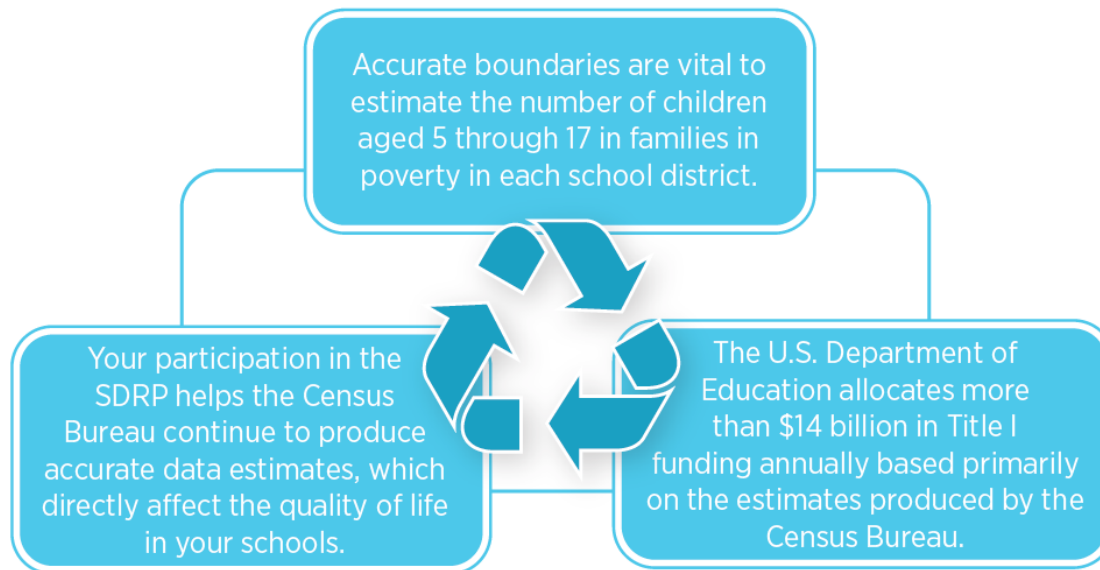 Accurate boundaries are vital to
estimate the number of children
aged 5 through 17 in families in
poverty in each school district.
Your participation in the
SDRP helps the Census
Bureau continue to produce
accurate data estimates, which
directly affect the quality of life
in your schools.
The U.S. Department of
Education allocates more
than $14 billion in Title I
funding annually based primarily
on the estimates produced by the
Census Bureau.